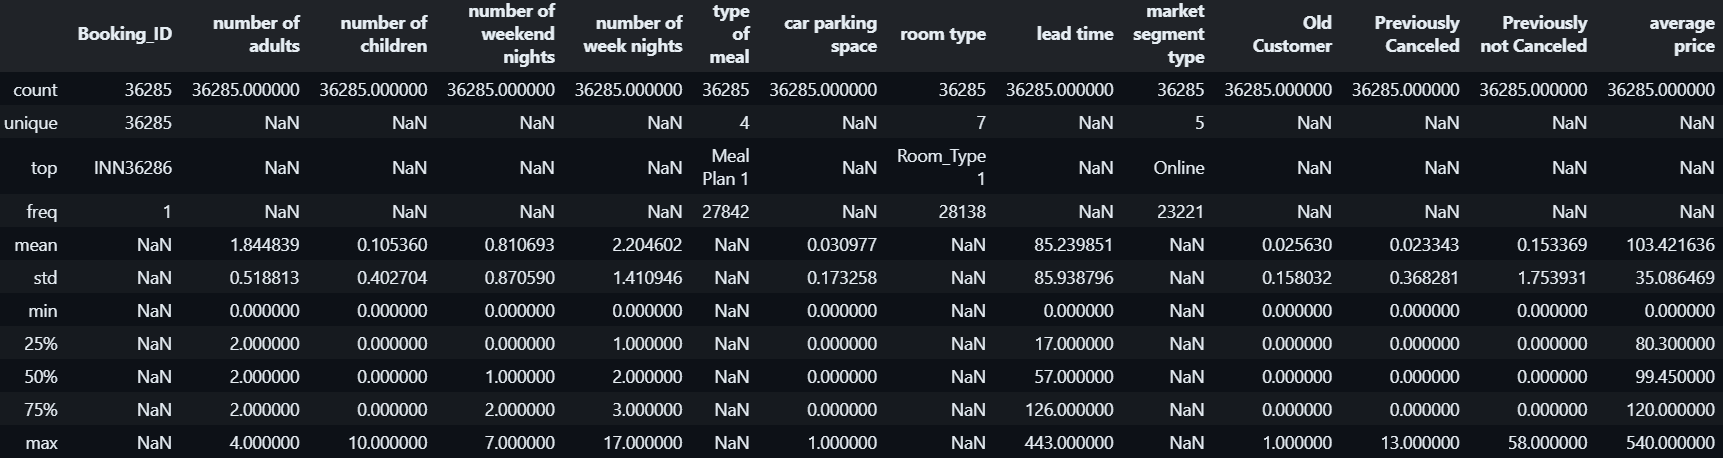 Booking_ID number of adults number of children number of weekend nights number of week nights type of meal car parking space room type lead time market segment type Old Customer Previously Canceled Previously not Canceled average price
count 36285 36285.000000 36285.000000 36285.000000 36285.000000 36285 36285.000000 36285 36285.000000 36285 36285.000000 36285.000000 36285.000000 36285.000000
unique 36285 NaN NaN NaN NaN 4 NaN 7 NaN 5 NaN NaN NaN NaN
top INN36286 NaN NaN NaN NaN Meal Plan 1 NaN Room_Type 1 NaN Online NaN NaN NaN NaN
freq 1 NaN NaN NaN NaN 27842 NaN 28138 NaN 23221 NaN NaN NaN NaN
mean NaN 1.844839 0.105360 0.810693 2.204602 NaN 0.030977 NaN 85.239851 NaN 0.025630 0.023343 0.153369 103.421636
std NaN 0.518813 0.402704 0.870590 1.410946 NaN 0.173258 NaN 85.938796 NaN 0.158032 0.368281 1.753931 35.086469
min NaN 0.000000 0.000000 0.000000 0.000000 NaN 0.000000 NaN 0.000000 NaN 0.000000 0.000000 0.000000 0.000000
25% NaN 2.000000 0.000000 0.000000 1.000000 NaN 0.000000 NaN 17.000000 NaN 0.000000 0.000000 0.000000 80.300000
50% NaN 2.000000 0.000000 1.000000 2.000000 NaN 0.000000 NaN 57.000000 NaN 0.000000 0.000000 0.000000 99.450000
75% NaN 2.000000 0.000000 2.000000 3.000000 NaN 0.000000 NaN 126.000000 NaN 0.000000 0.000000 0.000000 120.000000
max NaN 4.000000 10.000000 7.000000 17.000000 NaN 1.000000 NaN 443.000000 NaN 1.000000 13.000000 58.000000 540.000000